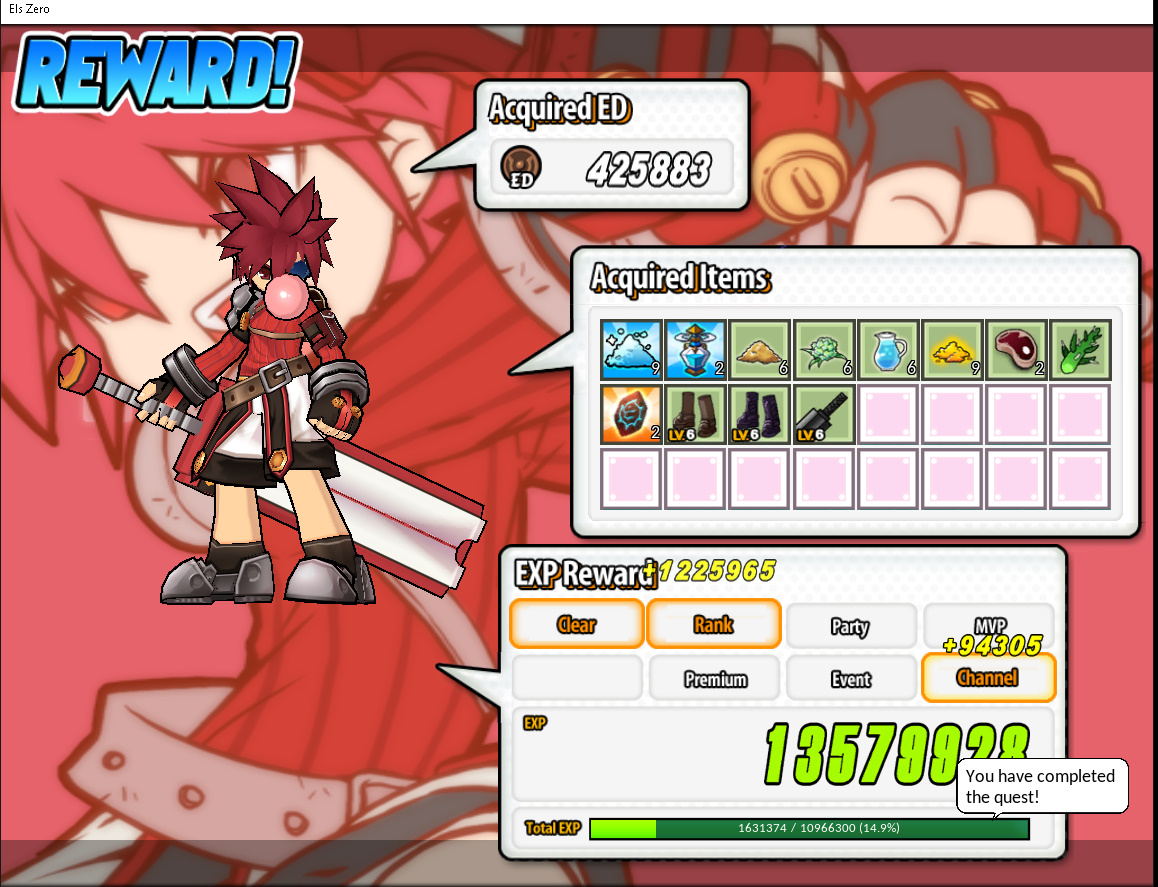 Els Zero
REWARD!
Acquired ED
ED
425883
Acquired Items
9
2
6
6
6
9
2
2
LV.6
LV.6
LV.6
EXP Reward
+1225965
Clear
Rank
Party
MVP
+94305
Premium
Event
Channel
EXP
13579928
You have completed
the quest!
Total EXP
1631374 / 10966300 (14.9%)